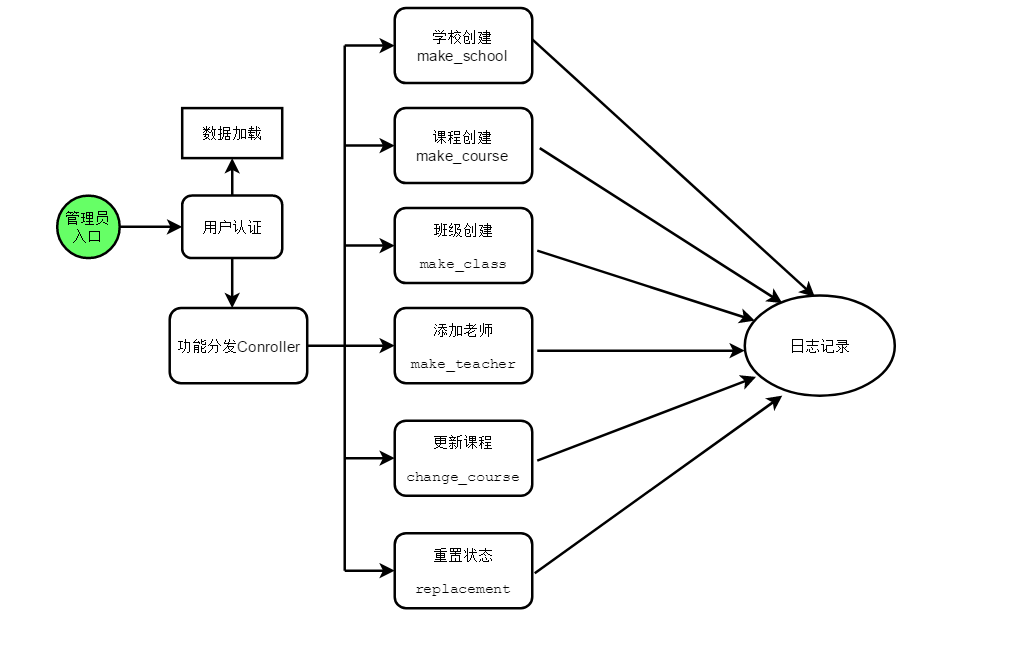 学校创建
make_school
课程创建
make_course
数据加载
管理员
入口
用户认证
班级创建
make_class
添加老师
make_teacher
功能分发Conroller
日志记录
更新课程
change_course
重置状态
replacement